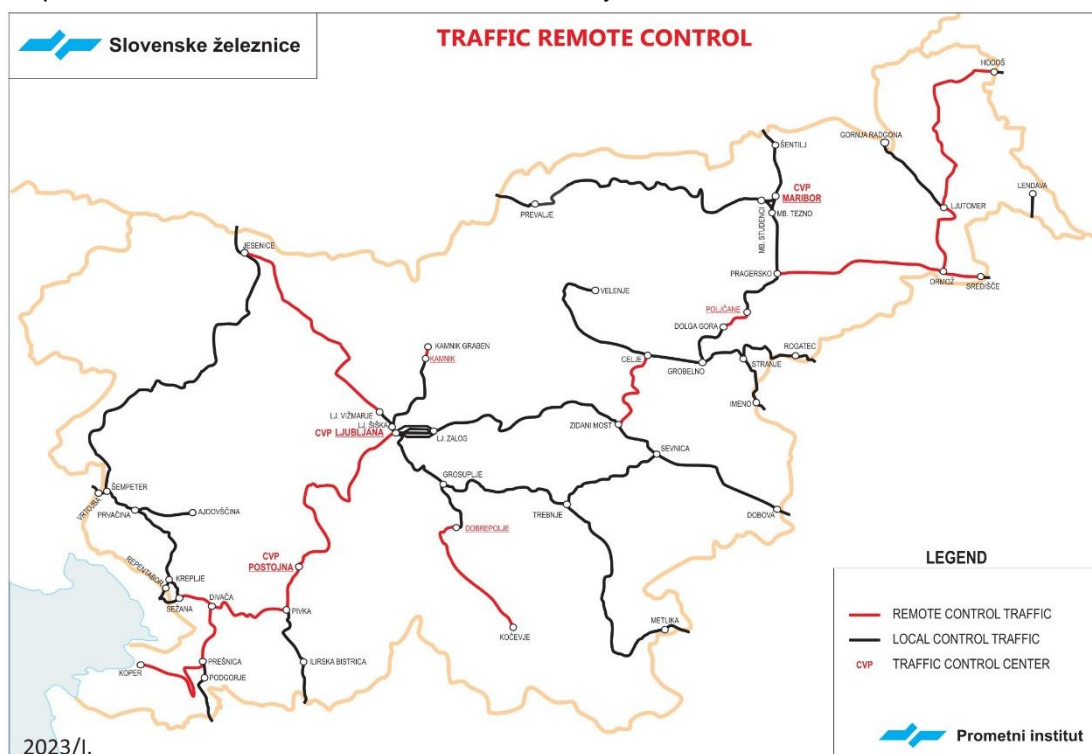 Slovenske železnice
TRAFFIC REMOTE CONTROL
HODOŠ
GORNJA RADGONA
ŠENTILJ
LENDAVA
CVP
MARIBOR
PREVALJE
MB. STUDENCI
MB. TEZNO
LJUTOMER
JESENICE
PRAGERSKO
ORMOŽ
SREDIŠČE
VELENJE
POLJČANE
DOLGA GORA
KAMNIK GRABEN
KAMNIK
CELJE
GROBELNO
STRANJE
ROGATEC
IMENO
LJ. VIŽMARJE
LJ. ŠIŠKA
CVP LJUBLJANA
LJ. ZALOG
ZIDANI MOST
SEVNICA
GROSUPLJE
ŠEMPETER
VRTOJBA
PRVAČINA
AJDOVŠČINA
TREBNJE
DOBOVA
DOBREPOLJE
CVP
POSTOJNA
REPENTABOR
KREPLJE
SEŽANA
DIVAČA
PIVKA
KOČEVJE
METLIKA
KOPER
PREŠNICA
PODGORJE
ILIRSKA BISTRICA
LEGEND
REMOTE CONTROL TRAFFIC
LOCAL CONTROL TRAFFIC
CVP TRAFFIC CONTROL CENTER
2023/I.
Prometni institut